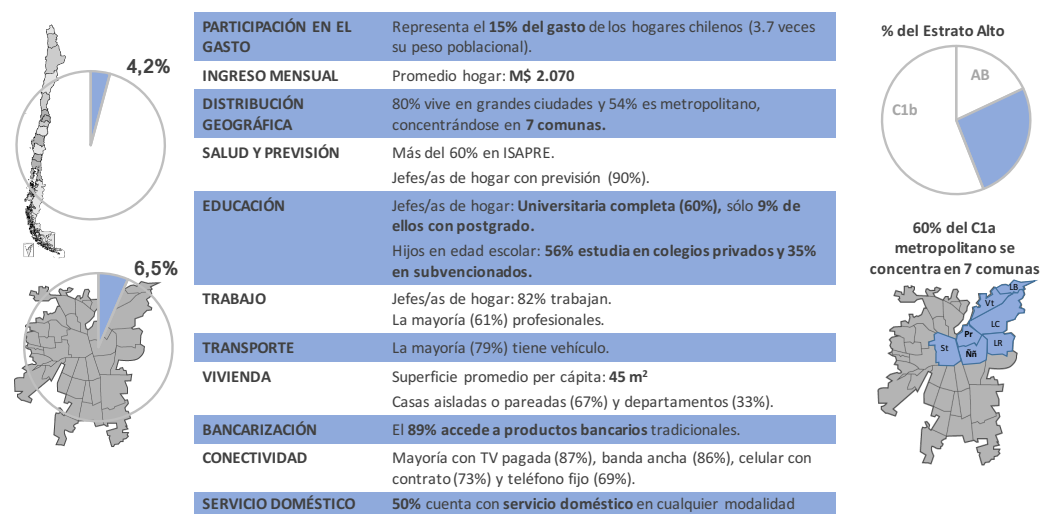 4,2%
6,5%
PARTICIPACIÓN EN EL
GASTO
Representa el 15% del gasto de los hogares chilenos (3.7 veces
su peso poblacional).
INGRESO MENSUAL
Promedio hogar: M$ 2.070
DISTRIBUCIÓN
GEOGRÁFICA
80% vive en grandes ciudades y 54% es metropolitano,
concentrándose en 7 comunas.
SALUD Y PREVISIÓN
Más del 60% en ISAPRE.
Jefes/as de hogar con previsión (90%).
EDUCACIÓN
Jefes/as de hogar: Universitaria completa (60%), sólo 9% de
ellos con postgrado.
Hijos en edad escolar: 56% estudia en colegios privados y 35%
en subvencionados.
TRABAJO
Jefes/as de hogar: 82% trabajan.
La mayoría (61%) profesionales.
TRANSPORTE
La mayoría (79%) tiene vehículo.
VIVIENDA
Superficie promedio per cápita: 45 m²
Casas aisladas o pareadas (67%) y departamentos (33%).
BANCARIZACIÓN
El 89% accede a productos bancarios tradicionales.
CONECTIVIDAD
Mayoría con TV pagada (87%), banda ancha (86%), celular con
contrato (73%) y teléfono fijo (69%).
SERVICIO DOMÉSTICO
50% cuenta con servicio doméstico en cualquier modalidad
% del Estrato Alto
AB
C1b
60% del C1a
metropolitano se
concentra en 7 comunas
LB
Vt
LC
Pr
LR
St
Ññ